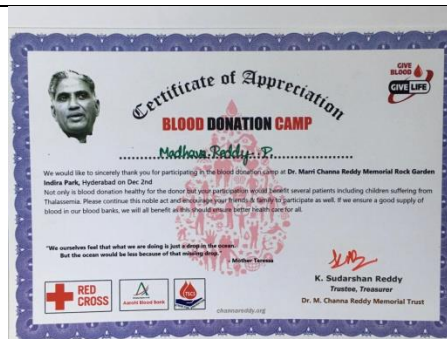 Certificate of Appreciation
GIVE
BLOOD
GIVE LIFE
BLOOD DONATION CAMP
Madhava Reddy. P.
We would like to sincerely thank you for participating in the blood donation camp at Dr. Marri Channa Reddy Memorial Rock Garden
Indira Park, Hyderabad on Dec 2nd
Not only is blood donation healthy for the donor but your participation would benefit several patients including children suffering from
Thalassemia. Please continue this noble act and encourage your friends & family to participate as well. If we ensure a good supply of
blood in our blood banks, we will all benefit as this should ensure better health care for all.
"We ourselves feel that what we are doing is just a drop in the ocean.
But the ocean would be less because of that missing drop."
- Mother Teresa
K. Sudarshan Reddy
Trustee, Treasurer
Dr. M. Channa Reddy Memorial Trust
RED
CROSS
Aarohi Blood Bank
TSCS
channareddy.org